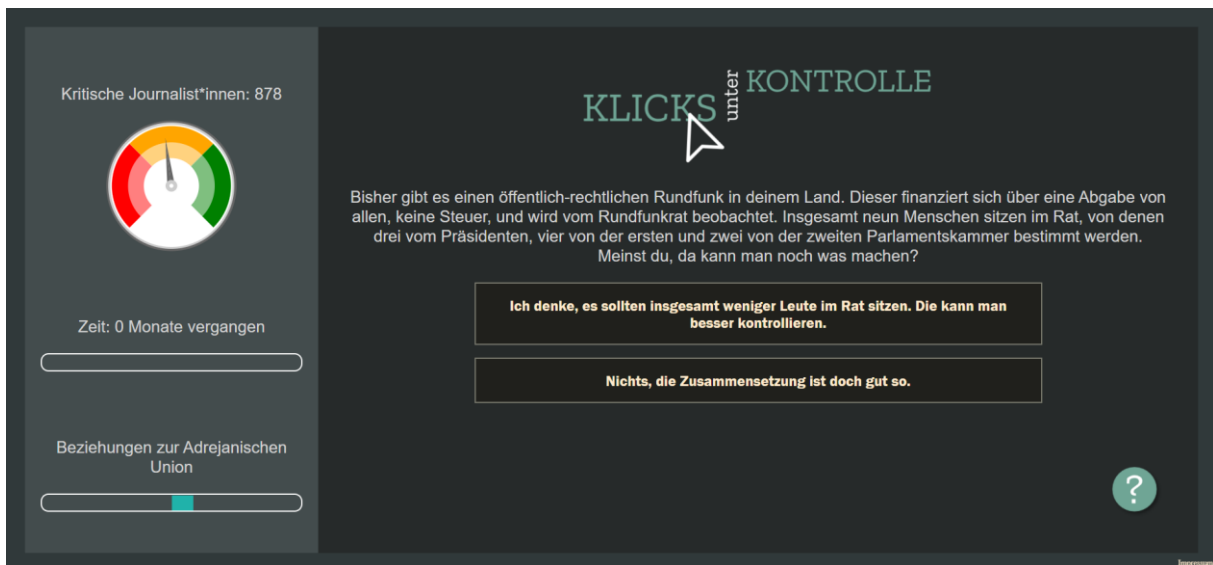 Kritische Journalist*innen: 878
Zeit: 0 Monate vergangen
Beziehungen zur Adrejanischen
Union
KLICKS unter KONTROLLE
Bisher gibt es einen öffentlich-rechtlichen Rundfunk in deinem Land. Dieser finanziert sich über eine Abgabe von
allen, keine Steuer, und wird vom Rundfunkrat beobachtet. Insgesamt neun Menschen sitzen im Rat, von denen
drei vom Präsidenten, vier von der ersten und zwei von der zweiten Parlamentskammer bestimmt werden.
Meinst du, da kann man noch was machen?
Ich denke, es sollten insgesamt weniger Leute im Rat sitzen. Die kann man
besser kontrollieren.
Nichts, die Zusammensetzung ist doch gut so.
?
Impressum